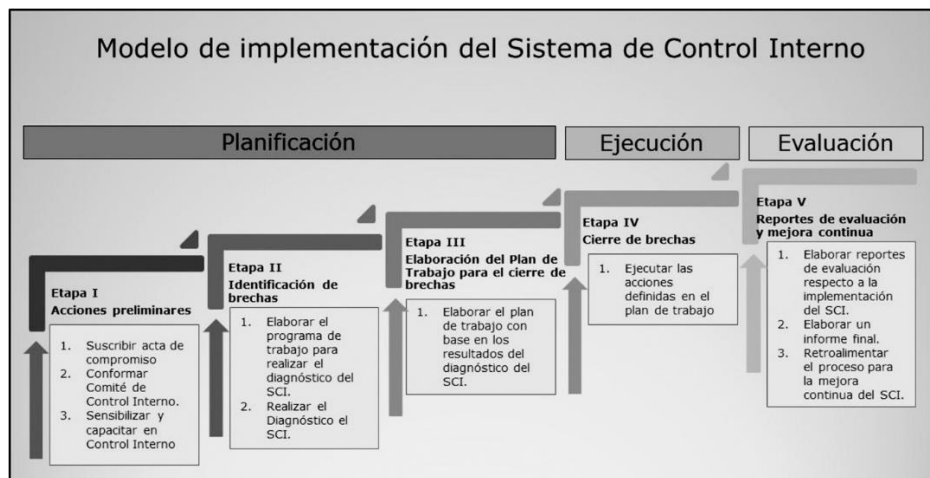 Modelo de implementación del Sistema de Control Interno
Planificación
Ejecución
Evaluación
Etapa I
Acciones preliminares
1. Suscribir acta de
compromiso
2. Conformar
Comité de
Control Interno.
3. Sensibilizar y
capacitar en
Control Interno
Etapa II
Identificación de
brechas
1. Elaborar el
programa de
trabajo para
realizar el
diagnóstico del
SCI.
2. Realizar el
Diagnóstico el
SCI.
Etapa III
Elaboración del Plan de
Trabajo para el cierre de
brechas
1. Elaborar el plan
de trabajo con
base en los
resultados del
diagnóstico del
SCI.
Etapa IV
Cierre de brechas
1. Ejecutar las
acciones
definidas en el
plan de trabajo
Etapa V
Reportes de evaluación
y mejora continua
1. Elaborar reportes
de evaluación
respecto a la
implementación
del SCI.
2. Elaborar un
informe final.
3. Retroalimentar
el proceso para
la mejora
continua del SCI.